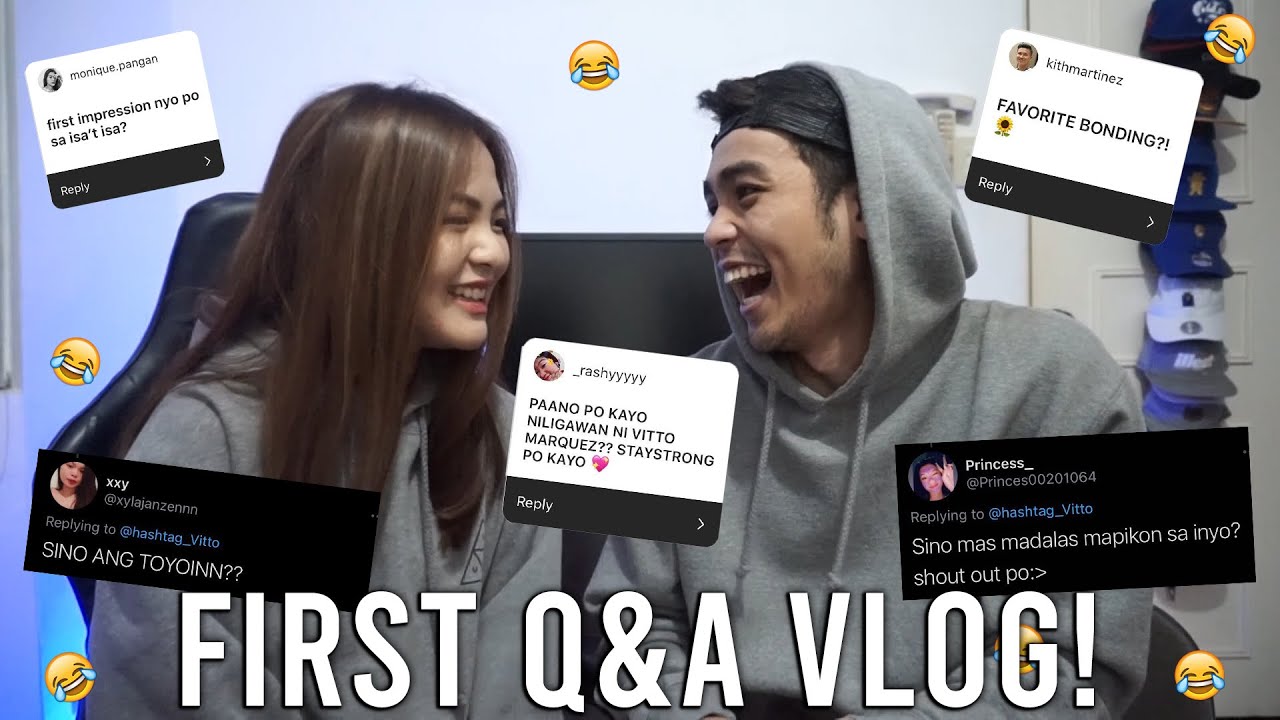 monique.pangan
first impression nyo po
sa isa't isa?
Reply
kithmartinez
FAVORITE BONDING?!
🌻
Reply
_rashyyyyy
PAANO PO KAYO
NILIGAWAN NI VITTO
MARQUEZ?? STAYSTRONG
PO KAYO 💖
Reply
xxy
@xylajanzennn
Replying to @hashtag_Vitto
SINO ANG TOYOINN??
Princess_
@Princes00201064
Replying to @hashtag_Vitto
Sino mas madalas mapikon sa inyo?
shout out po:>
FIRST Q&A VLOG!